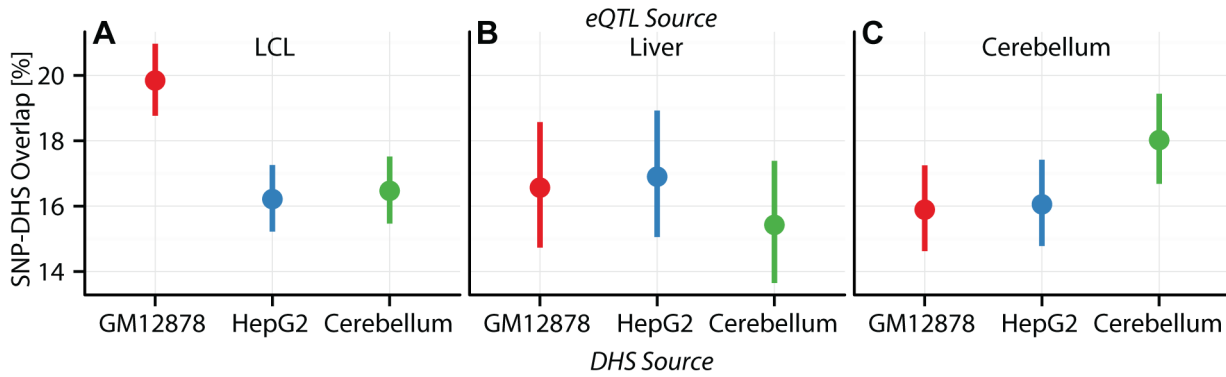 eQTL Source
A LCL
B Liver
C Cerebellum
SNP-DHS Overlap [%]
20
18
16
14
GM12878 HepG2 Cerebellum
GM12878 HepG2 Cerebellum
GM12878 HepG2 Cerebellum
DHS Source